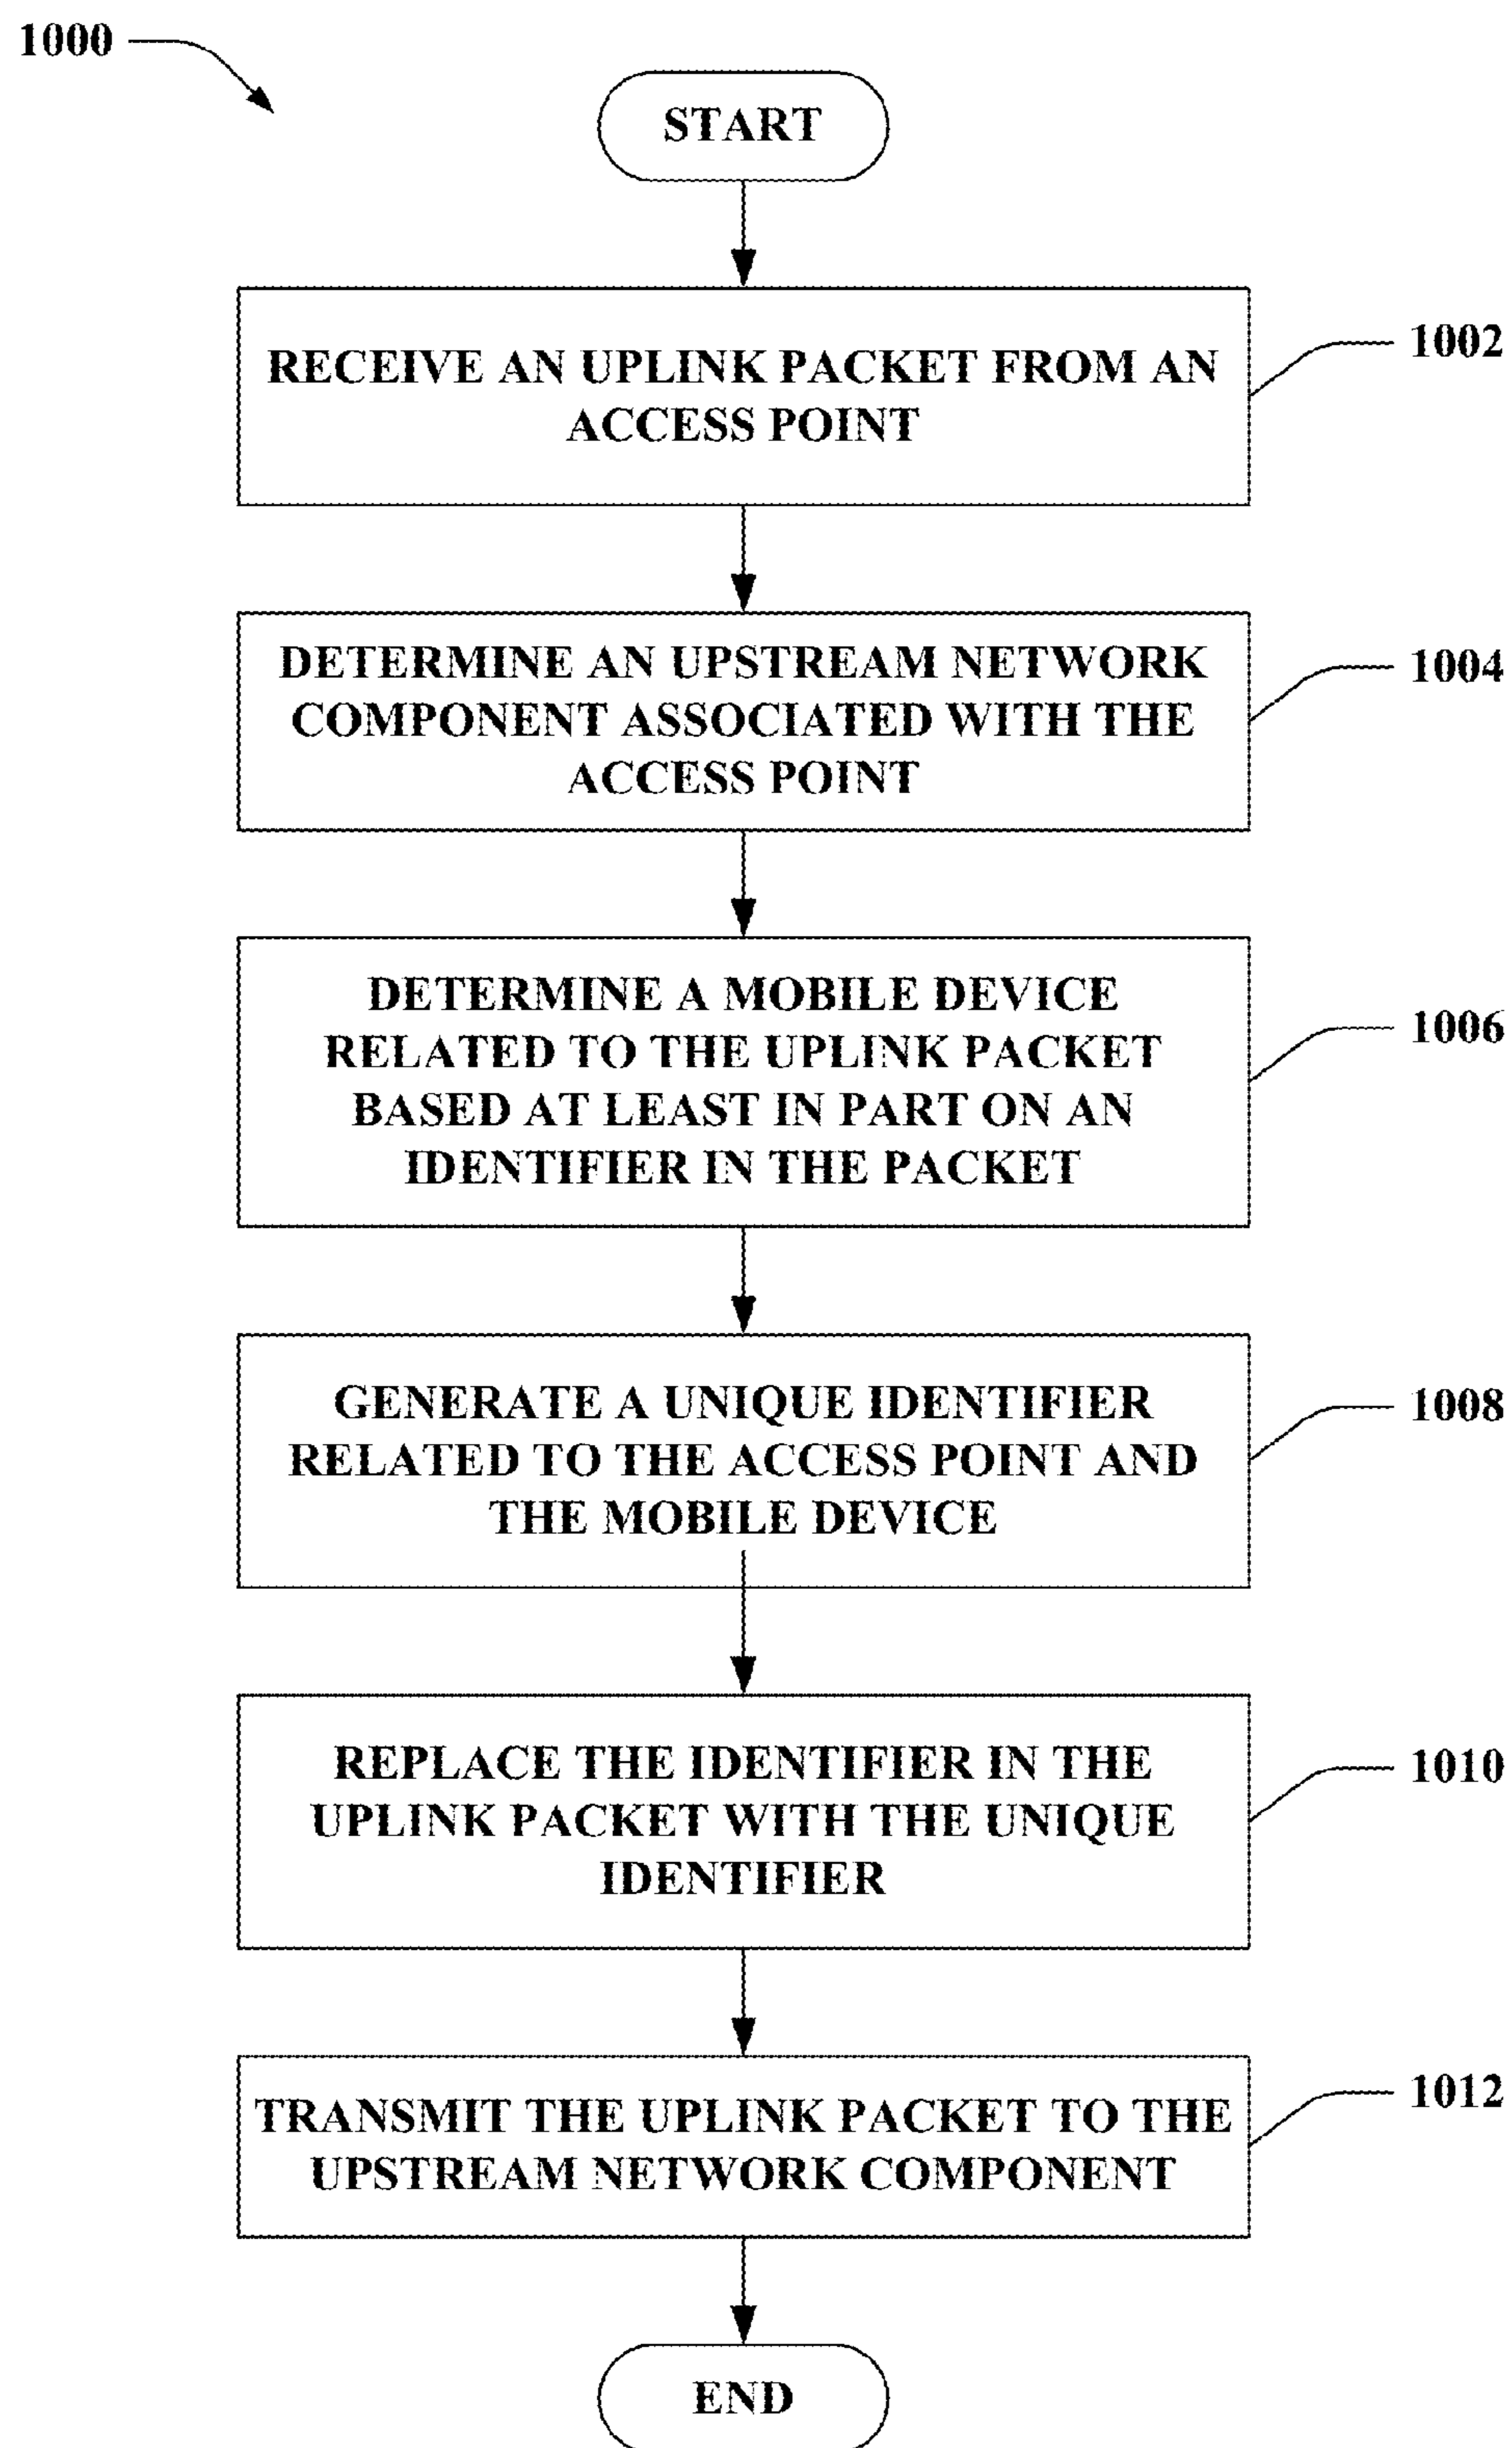 1000
START
RECEIVE AN UPLINK PACKET FROM AN
ACCESS POINT
1002
DETERMINE AN UPSTREAM NETWORK
COMPONENT ASSOCIATED WITH THE
ACCESS POINT
1004
DETERMINE A MOBILE DEVICE
RELATED TO THE UPLINK PACKET
BASED AT LEAST IN PART ON AN
IDENTIFIER IN THE PACKET
1006
GENERATE A UNIQUE IDENTIFIER
RELATED TO THE ACCESS POINT AND
THE MOBILE DEVICE
1008
REPLACE THE IDENTIFIER IN THE
UPLINK PACKET WITH THE UNIQUE
IDENTIFIER
1010
TRANSMIT THE UPLINK PACKET TO THE
UPSTREAM NETWORK COMPONENT
1012
END